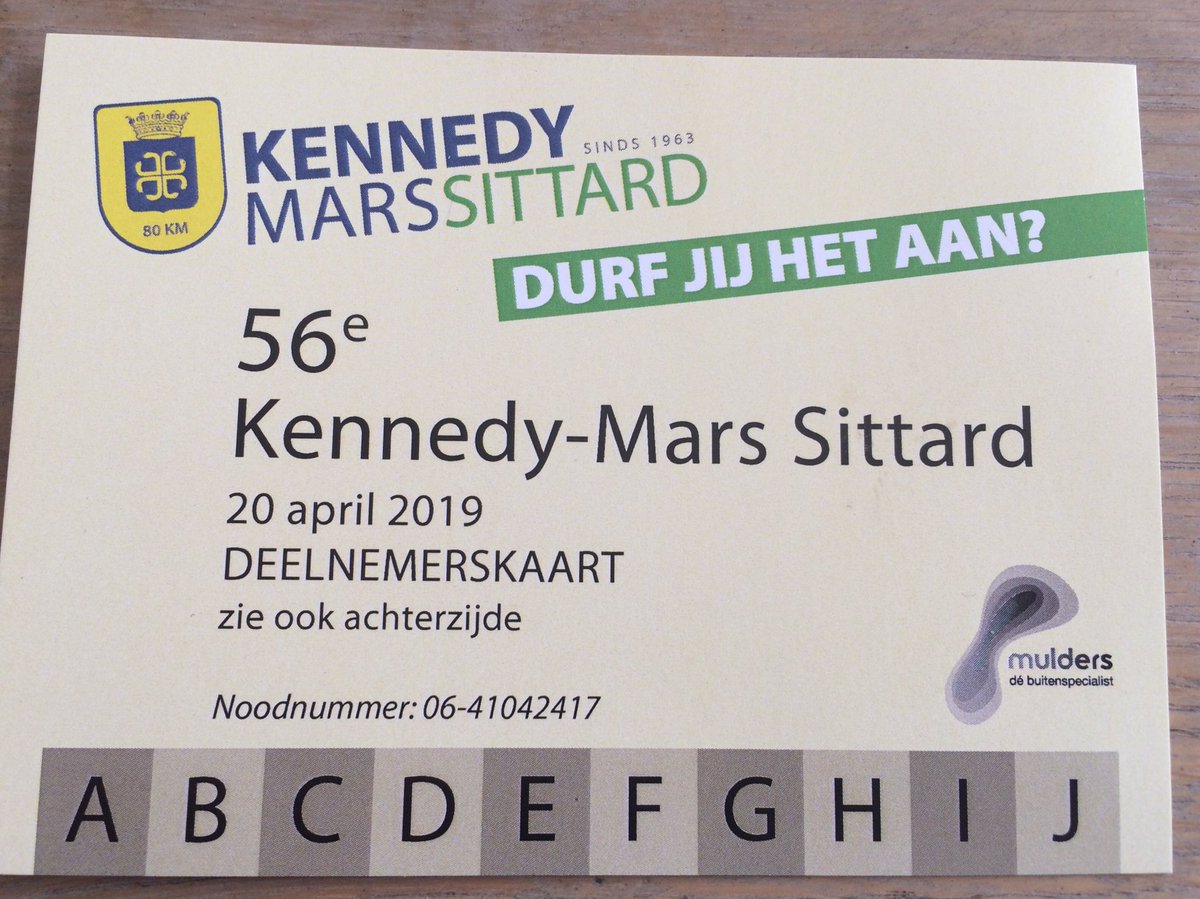 80 KM
KENNEDY SINDS 1963
MARSSITTARD
DURF JIJ HET AAN?
56e
Kennedy-Mars Sittard
20 april 2019
DEELNEMERSKAART
zie ook achterzijde
mulders
dé buitenspecialist
Noodnummer: 06-41042417
A B C D E F G H I J